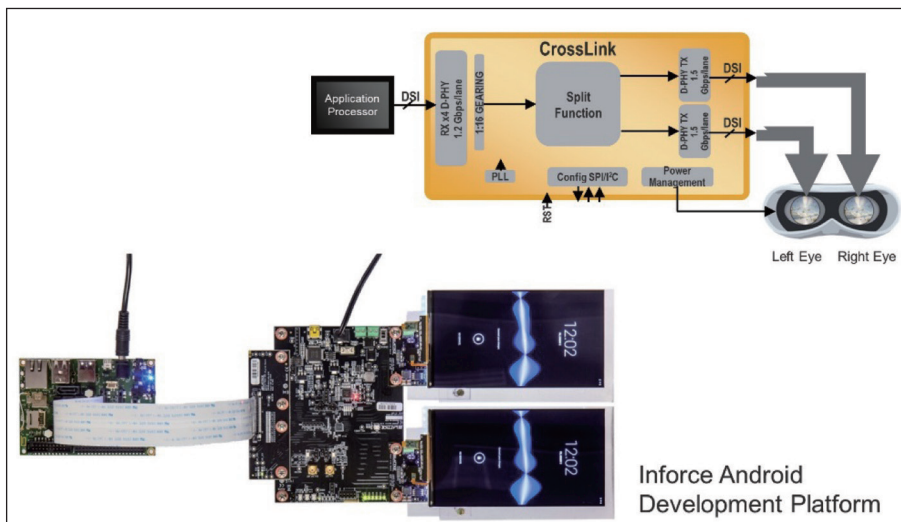 CrossLink
Application
Processor
DSI
RX x4 D-PHY
1.2 Gbps/lane
1:16 GEARING
Split
Function
D-PHY TX
1.5
Gbps/lane
DSI
D-PHY TX
1.5
Gbps/lane
DSI
PLL
Config SPI/I²C
Power
Management
RST
Left Eye
Right Eye
12:02
12:02
Inforce Android
Development Platform